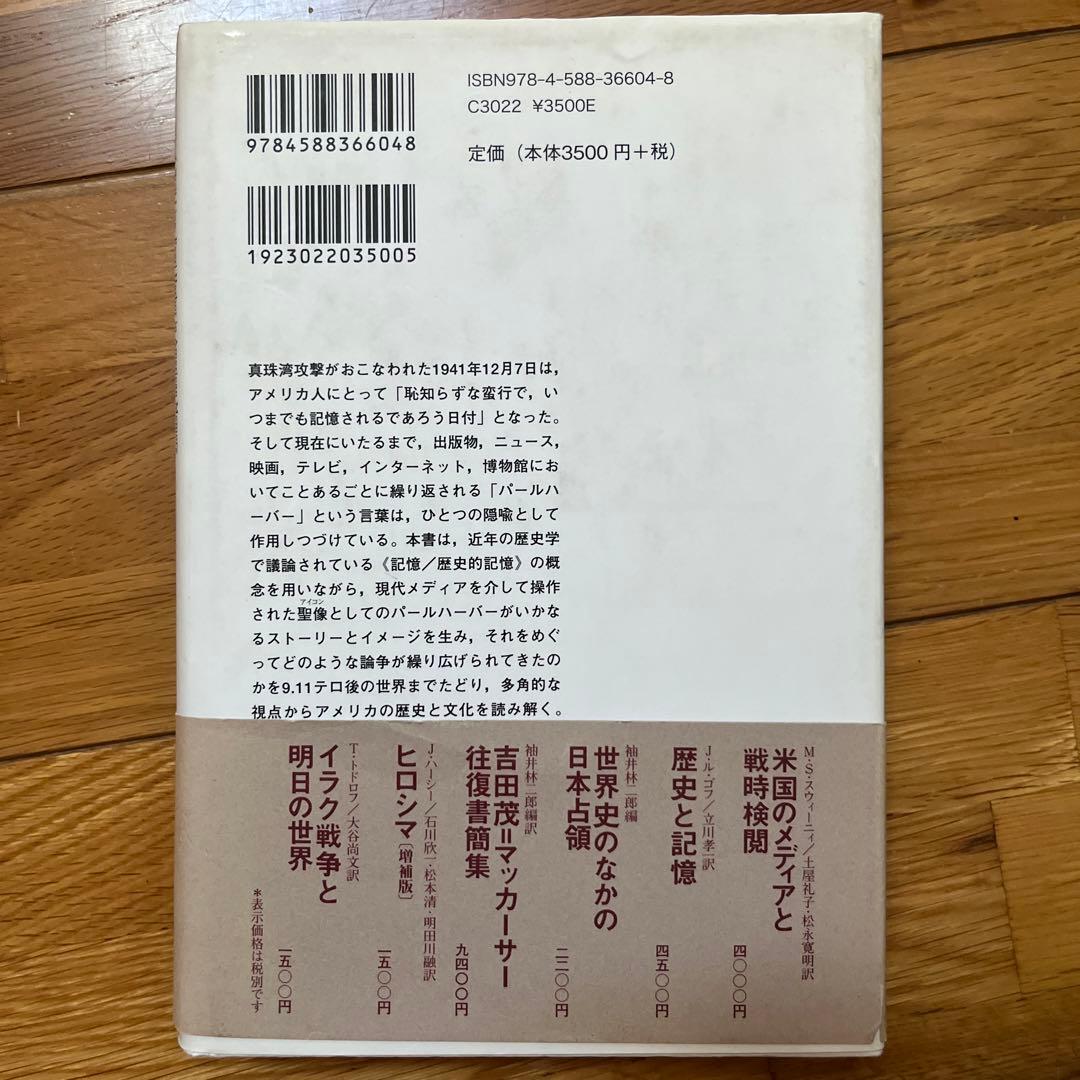 ISBN978-4-588-36604-8
C3022 ¥3500E
9784588366048
定価（本体3500円＋税）
1923022035005
真珠湾攻撃がおこなわれた1941年12月7日は，
アメリカ人にとって「恥知らずな蛮行で，い
つまでも記憶されるであろう日付」となった。
そして現在にいたるまで，出版物，ニュース，
映画，テレビ，インターネット，博物館にお
いてことあるごとに繰り返される「パールハ
ーバー」という言葉は，ひとつの隠喩として
作用しつづけている。本書は，近年の歴史学
で議論されている《記憶／歴史的記憶》の概
念を用いながら，現代メディアを介して操作
アイコン
された聖像としてのパールハーバーがいかな
るストーリーとイメージを生み，それをめぐ
ってどのような論争が繰り広げられてきたの
かを9.11テロ後の世界までたどり，多角的な
視点からアメリカの歴史と文化を読み解く。
M・S・スウィーニィ／土屋礼子・松永寛明訳
米国のメディアと
戦時検閲
四〇〇〇円
J・ル・ゴフ／立川孝一訳
歴史と記憶
四五〇〇円
袖井林二郎編
世界史のなかの
日本占領
二二〇〇円
袖井林二郎編訳
吉田茂＝マッカーサー
往復書簡集
九四〇〇円
J・ハーシー／石川欣一・松本清・明田川融訳
ヒロシマ〔増補版〕
一五〇〇円
T・トドロフ／大谷尚文訳
イラク戦争と
明日の世界
一五〇〇円
＊表示価格は税別です